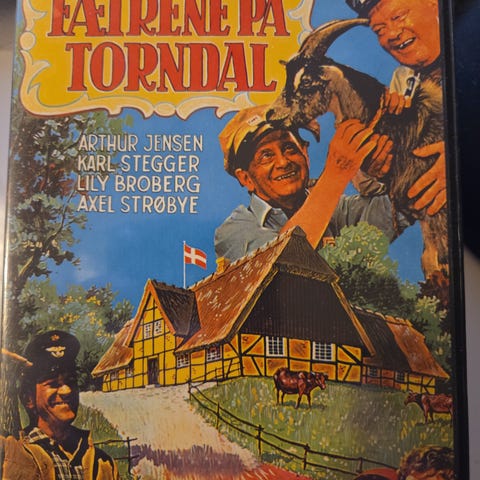 FÆTRENE PÅ
TORNDAL
ARTHUR JENSEN
KARL STEGGER
LILY BROBERG
AXEL STRØBYE